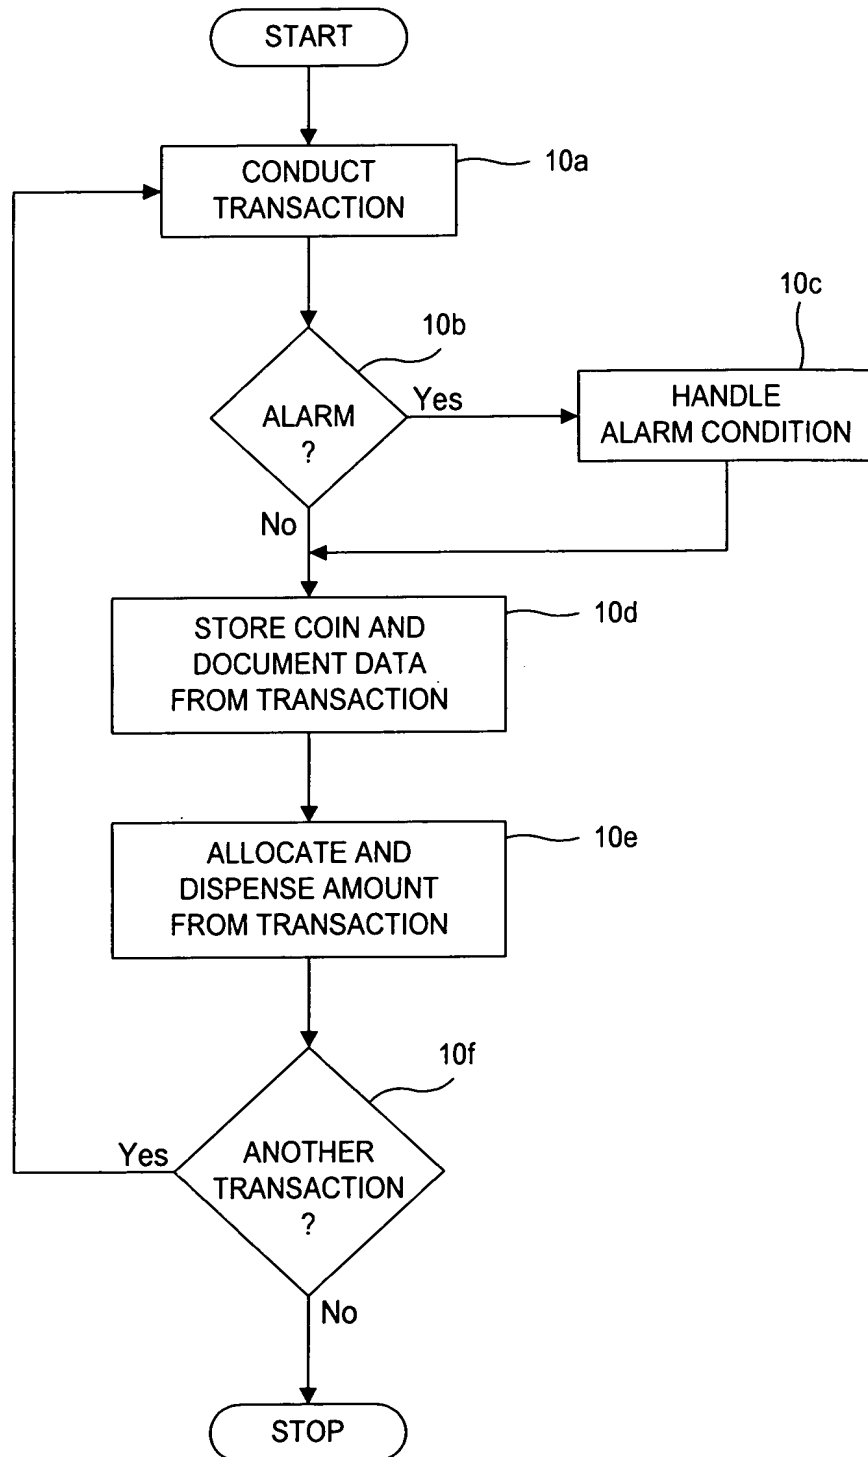 START
CONDUCT
TRANSACTION
10a
10b
ALARM
?
Yes
No
10c
HANDLE
ALARM CONDITION
STORE COIN AND
DOCUMENT DATA
FROM TRANSACTION
10d
ALLOCATE AND
DISPENSE AMOUNT
FROM TRANSACTION
10e
10f
Yes
ANOTHER
TRANSACTION
?
No
STOP